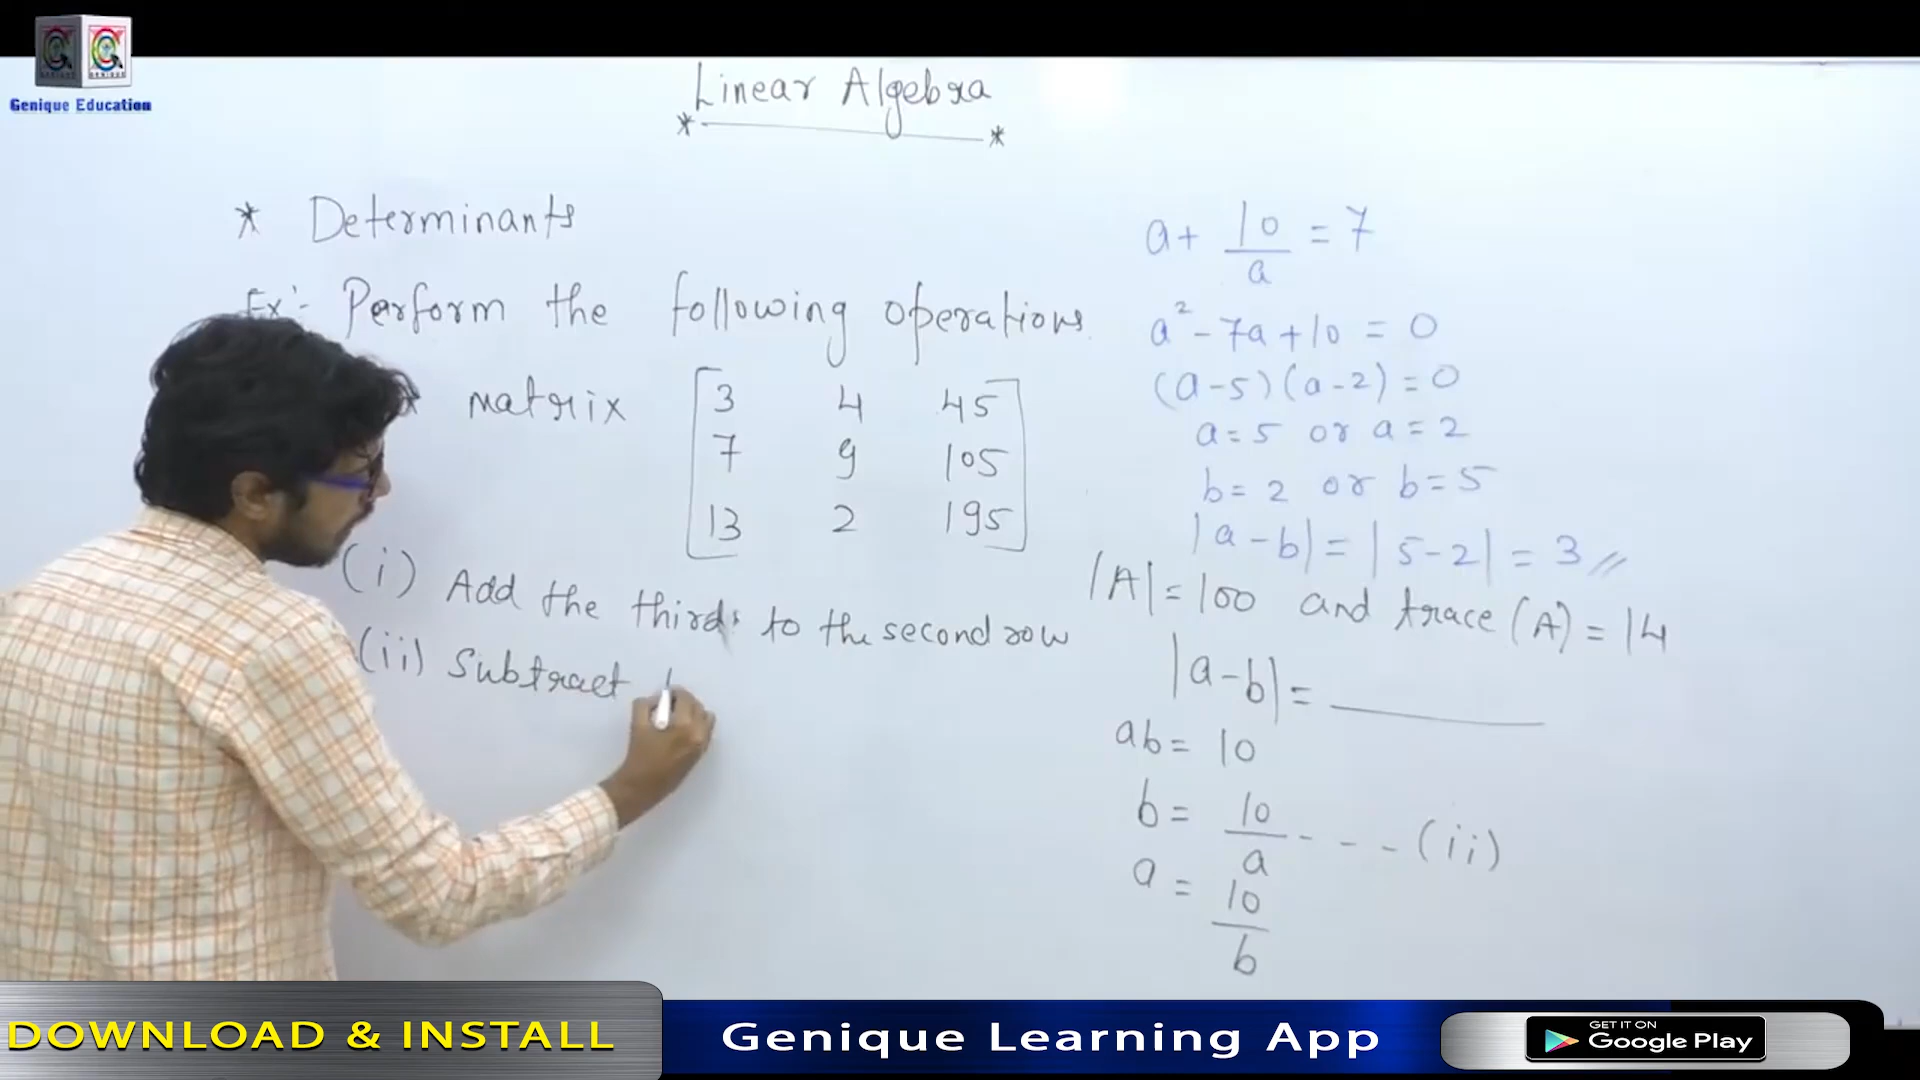 GENIQUE GENIQUE
Genique Education
Linear Algebra
* *
* Determinants
Ex:- Perform the following operations
matrix [3 4 45
7 9 105
13 2 195]
(i) Add the third to the second row
(ii) Subtract
a + 10/a = 7
a² - 7a + 10 = 0
(a-5)(a-2) = 0
a = 5 or a = 2
b = 2 or b = 5
|a-b| = |5-2| = 3 //
|A| = 100 and trace (A) = 14
|a-b| = ______
ab = 10
b = 10/a - - - (ii)
a = 10/b
DOWNLOAD & INSTALL
Genique Learning App
GET IT ON
Google Play